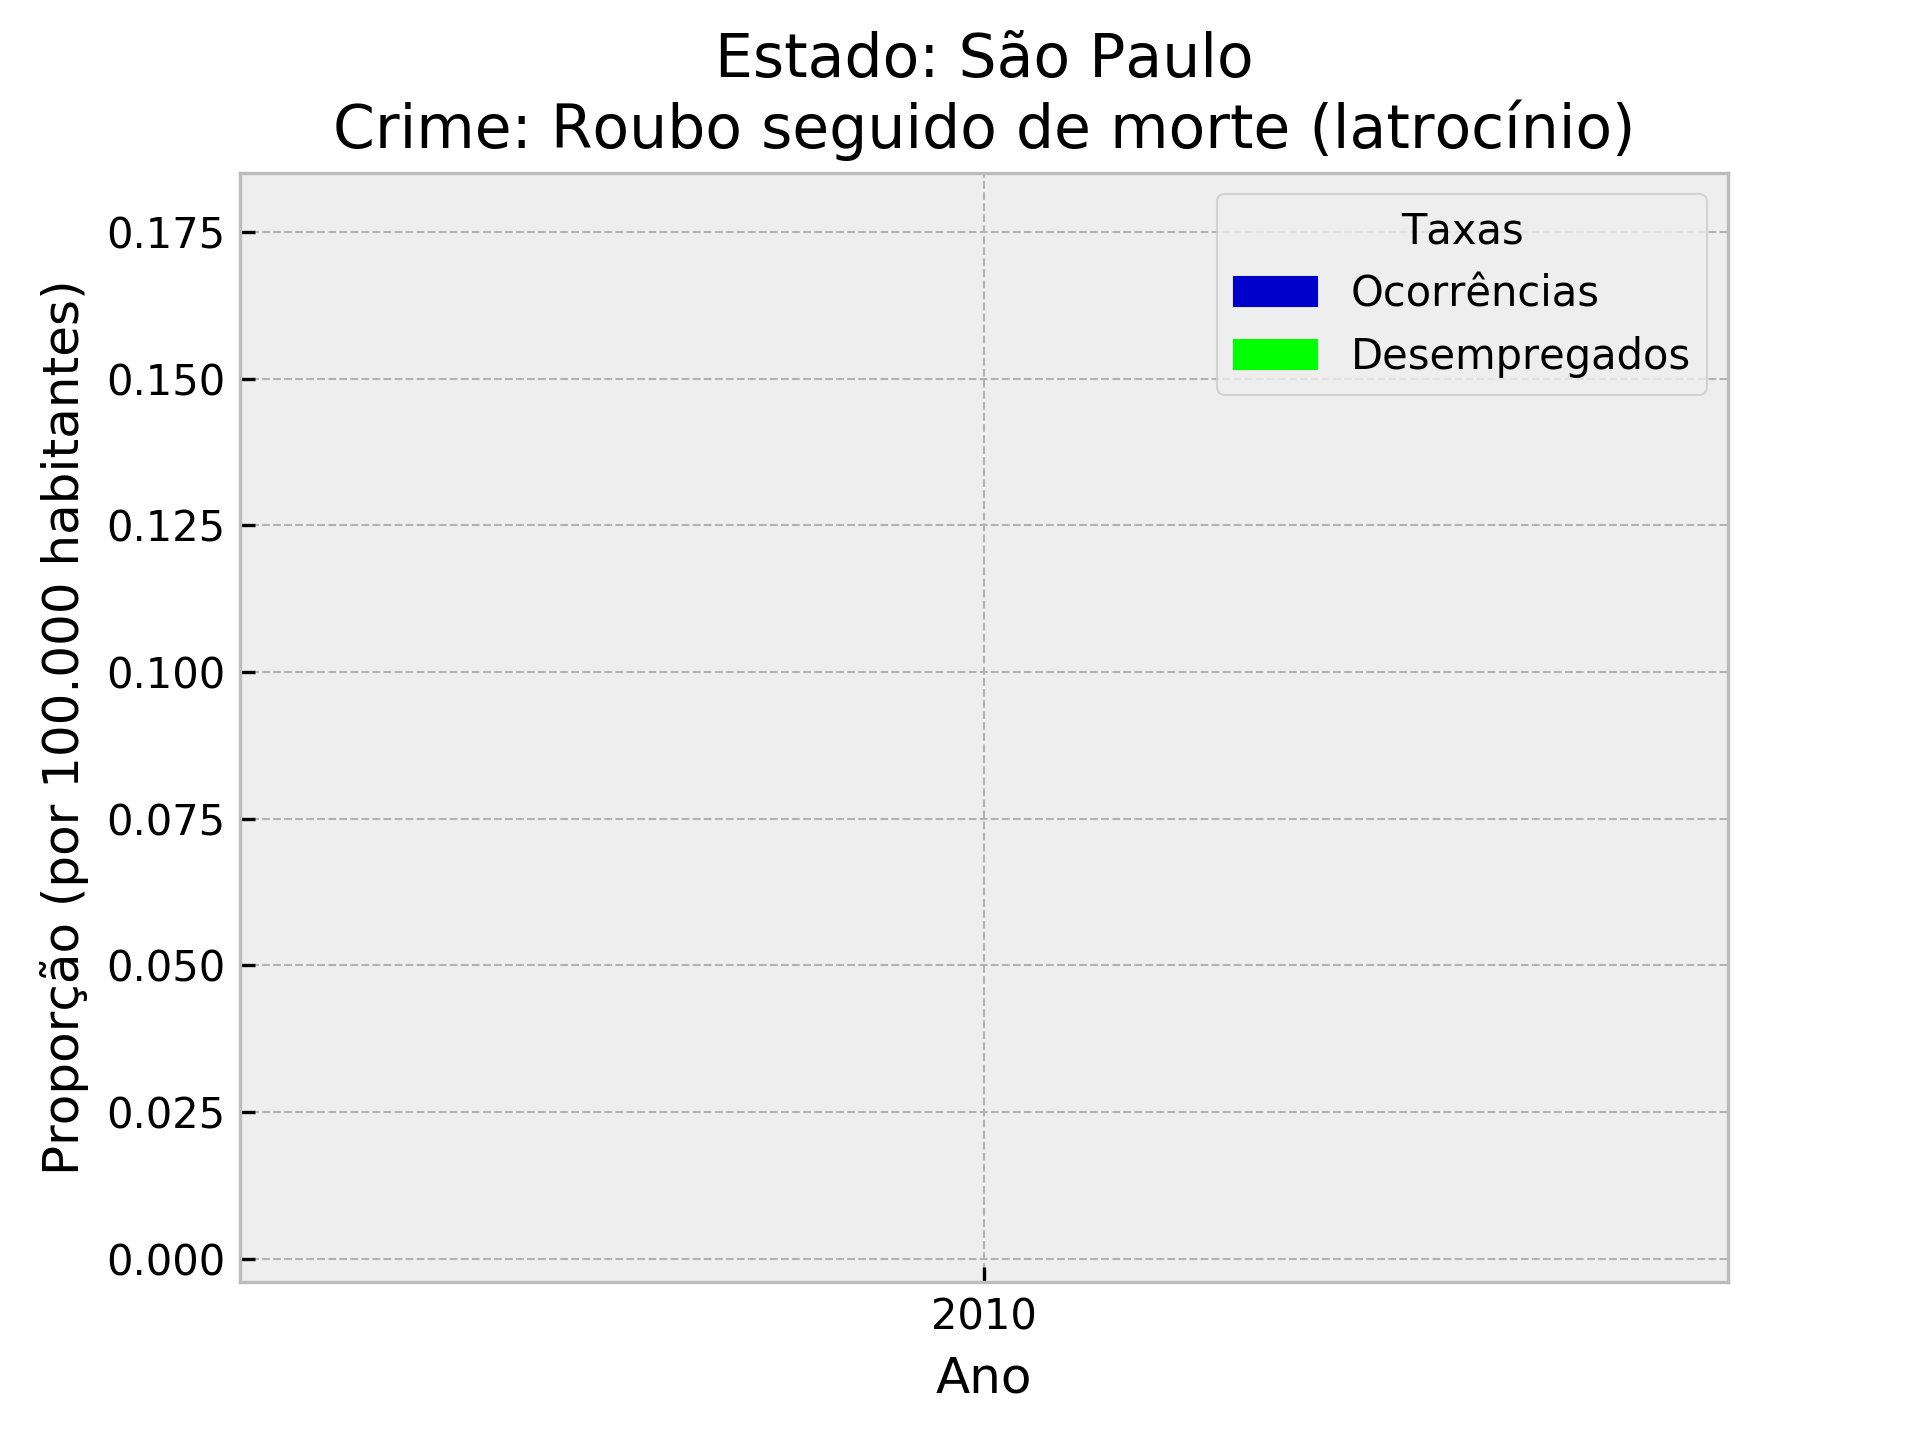 Estado: São Paulo
Crime: Roubo seguido de morte (latrocínio)
Taxas
Ocorrências
Desempregados
Proporção (por 100.000 habitantes)
0.175
0.150
0.125
0.100
0.075
0.050
0.025
0.000
2010
Ano